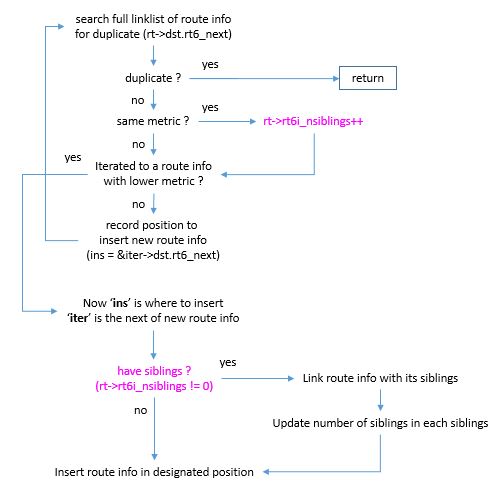 search full linklist of route info
for duplicate (rt->dst.rt6_next)
yes
duplicate ?
return
no
yes
same metric ?
rt->rt6i_nsiblings++
no
yes
Iterated to a route info
with lower metric ?
no
record position to
insert new route info
(ins = &iter->dst.rt6_next)
Now ‘ins’ is where to insert
‘iter’ is the next of new route info
yes
have siblings ?
(rt->rt6i_nsiblings != 0)
Link route info with its siblings
no
Update number of siblings in each siblings
Insert route info in designated position